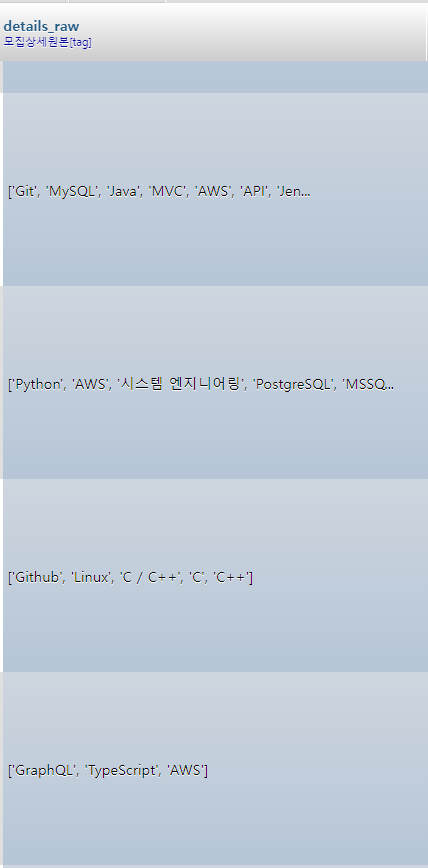 details_raw
모집상세원본[tag]
['Git', 'MySQL', 'Java', 'MVC', 'AWS', 'API', 'Jen...
['Python', 'AWS', '시스템 엔지니어링', 'PostgreSQL', 'MSSQ...
['Github', 'Linux', 'C / C++', 'C', 'C++']
['GraphQL', 'TypeScript', 'AWS']